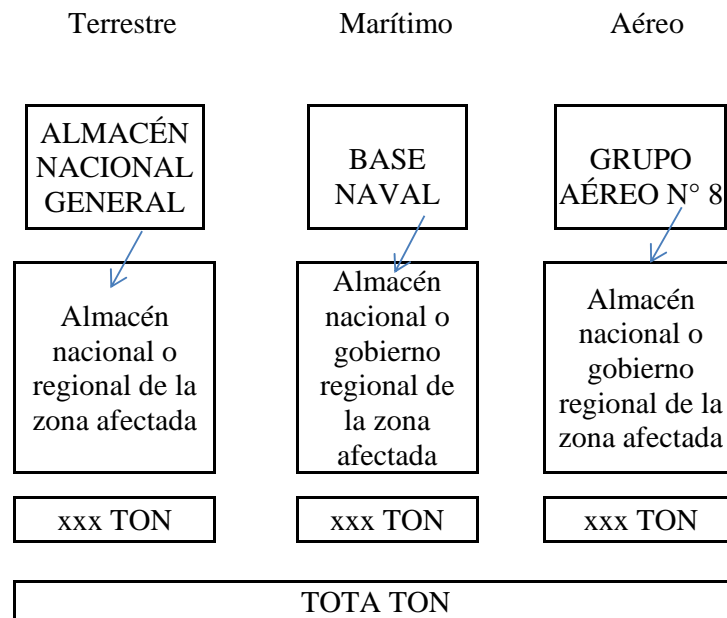 Terrestre
Marítimo
Aéreo
ALMACÉN
NACIONAL
GENERAL
BASE
NAVAL
GRUPO
AÉREO N° 8
Almacén
nacional o
regional de la
zona afectada
Almacén
nacional o
gobierno
regional de
la zona
afectada
Almacén
nacional o
gobierno
regional de la
zona afectada
xxx TON
xxx TON
xxx TON
TOTA TON